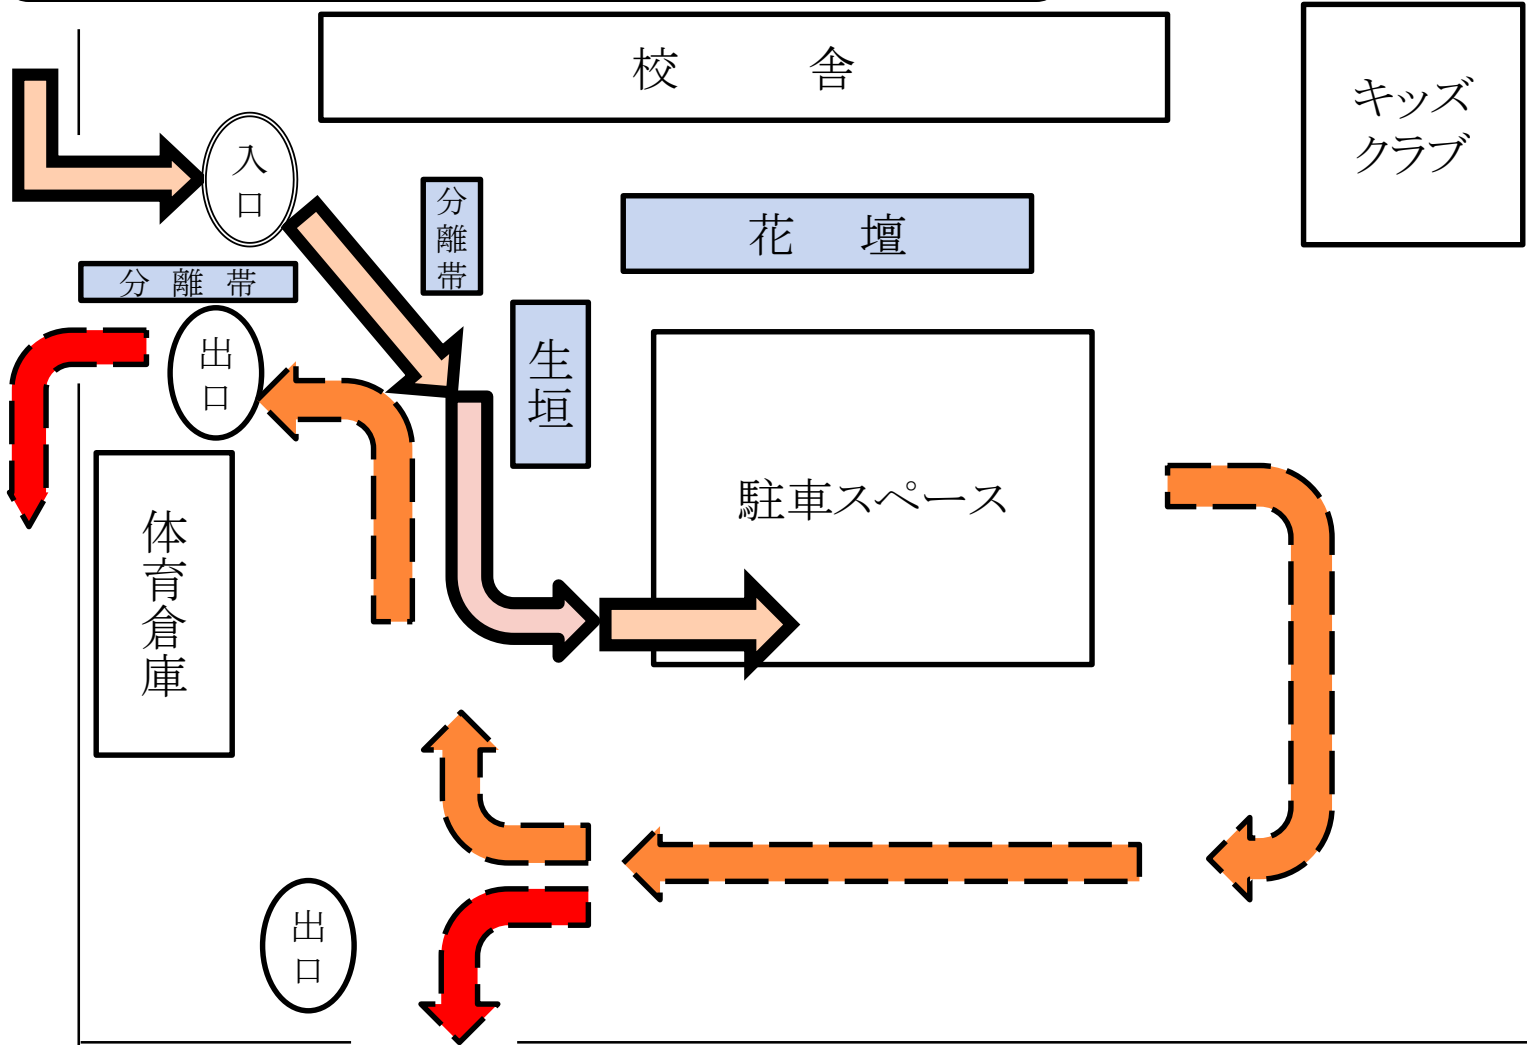 校　舎
キッズ
クラブ
入口
分離帯
花　壇
分離帯
出口
生垣
駐車スペース
体育倉庫
出口